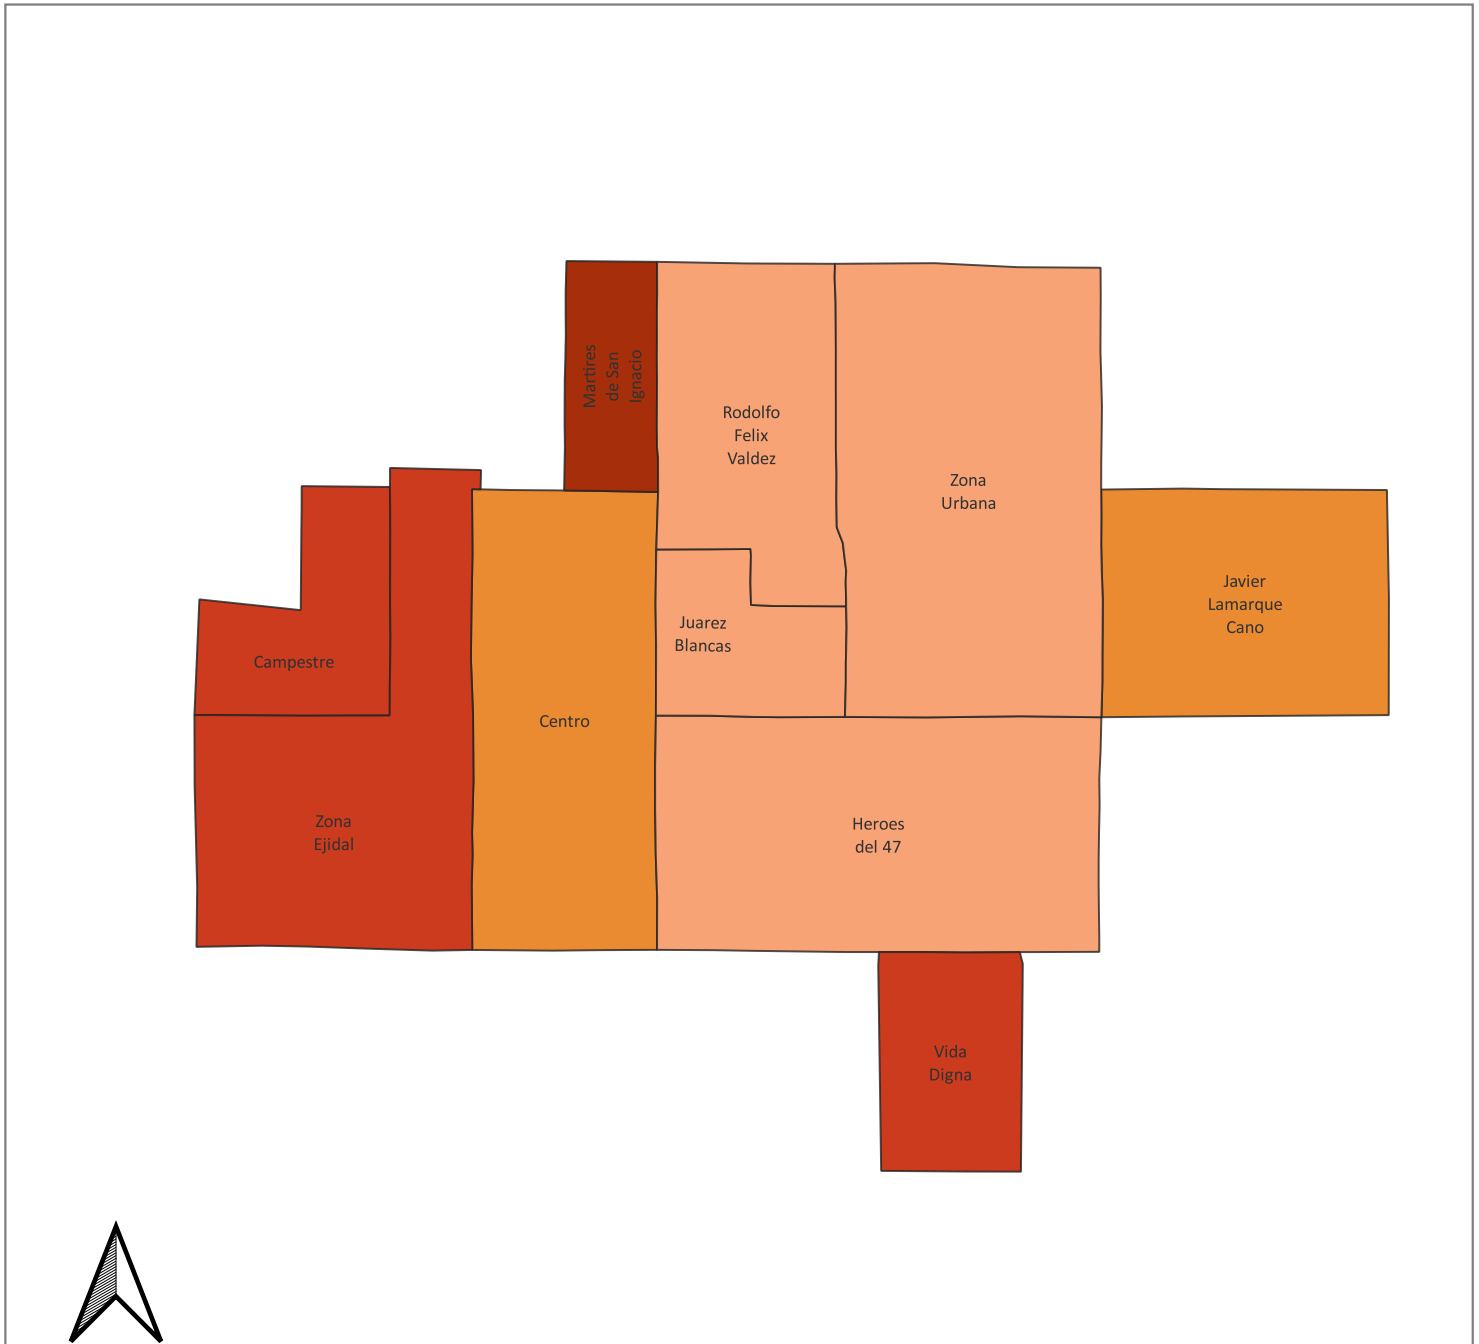 Martires
de San
Ignacio
Rodolfo
Felix
Valdez
Zona
Urbana
Javier
Lamarque
Cano
Juarez
Blancas
Campestre
Centro
Zona
Ejidal
Heroes
del 47
Vida
Digna